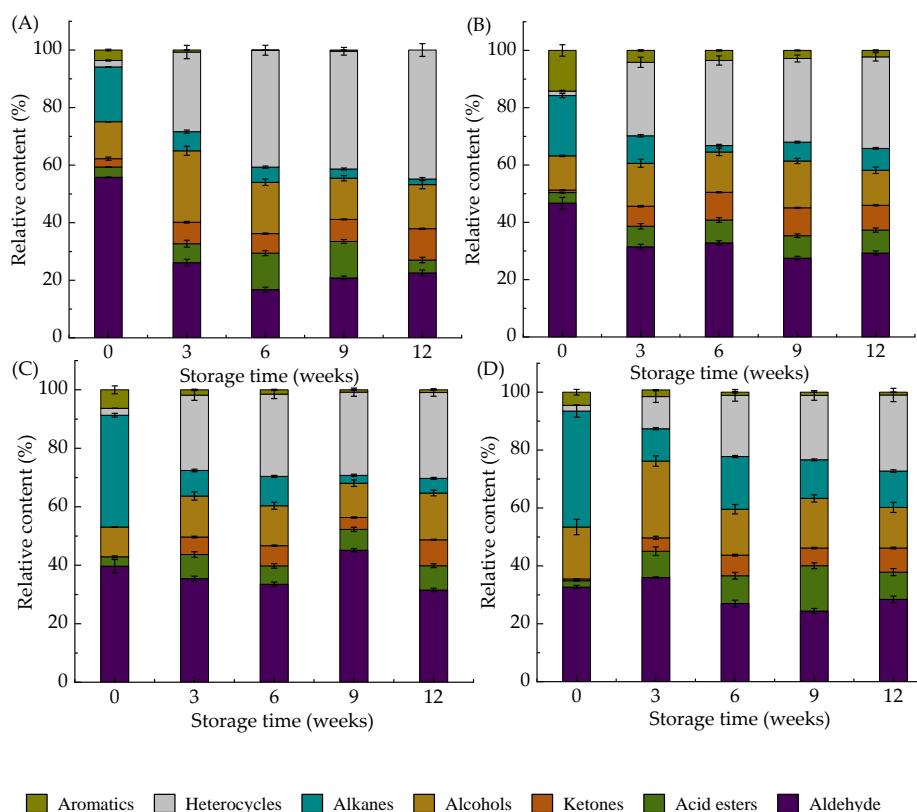 (A)
100
80
60
40
20
0
Relative content (%)
0 3 6 9 12
Storage time (weeks)
(B)
100
80
60
40
20
0
Relative content (%)
0 3 6 9 12
Storage time (weeks)
(C)
100
80
60
40
20
0
Relative content (%)
0 3 6 9 12
Storage time (weeks)
(D)
100
80
60
40
20
0
Relative content (%)
0 3 6 9 12
Storage time (weeks)
Aromatics Heterocycles Alkanes Alcohols Ketones Acid esters Aldehyde